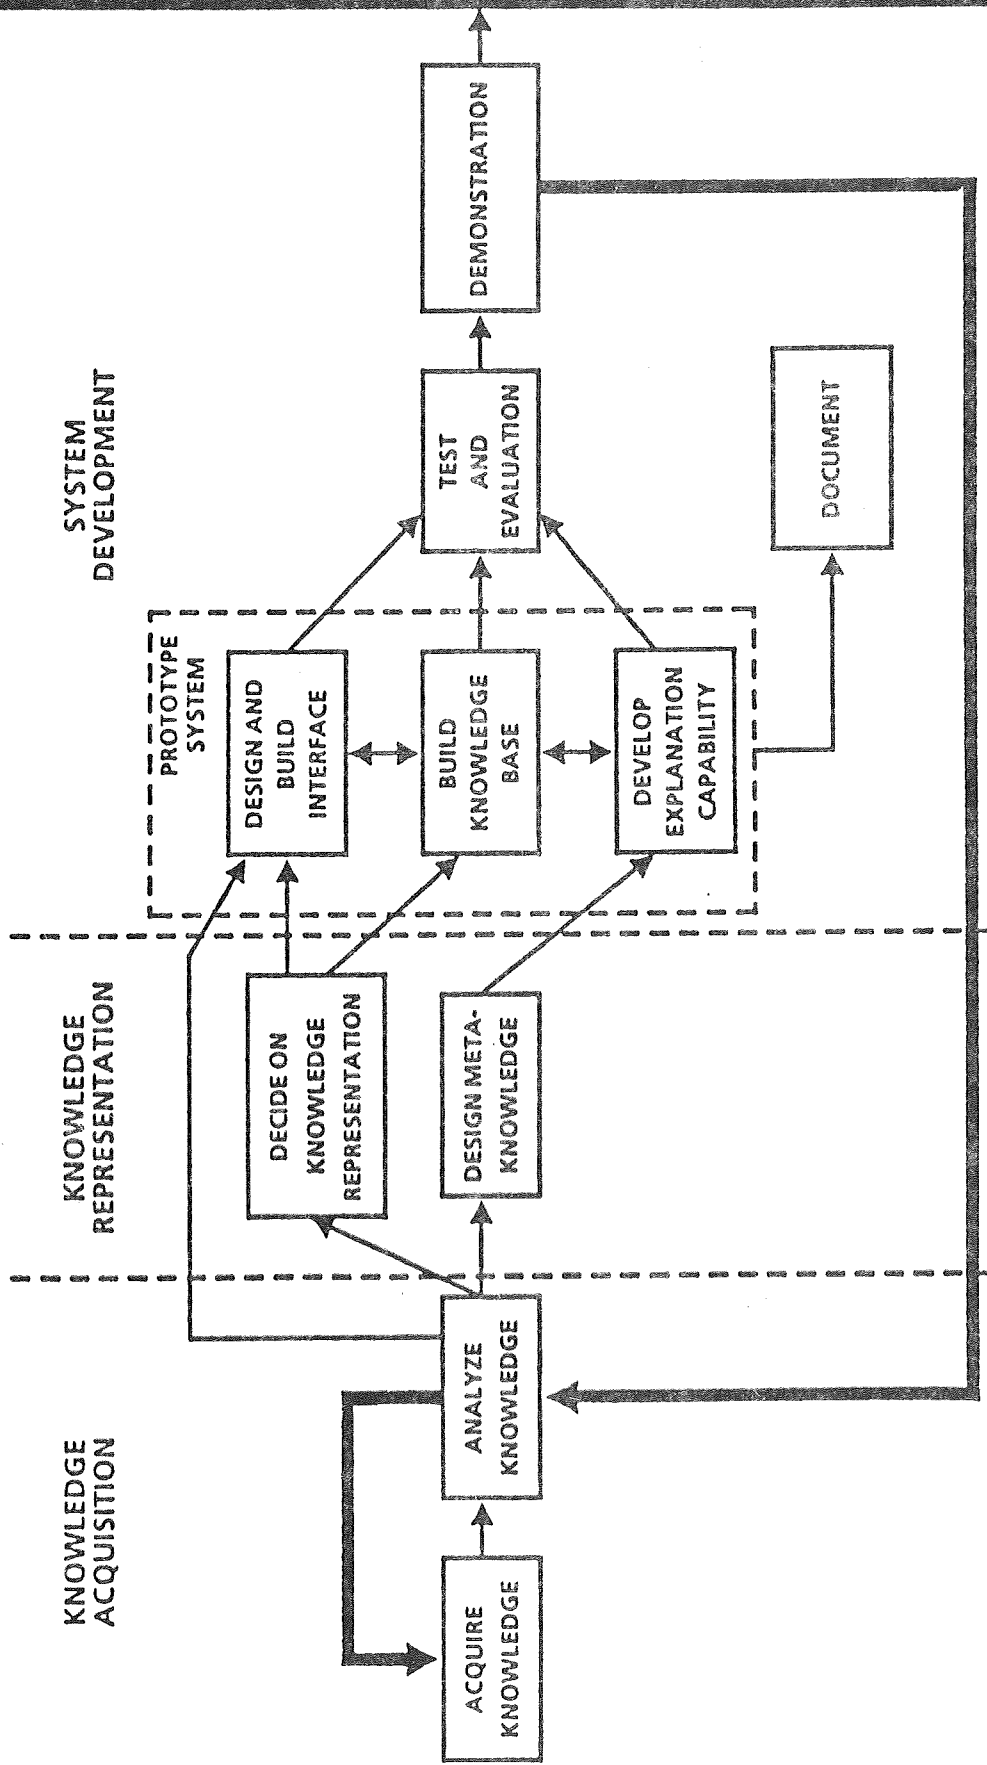 KNOWLEDGE
ACQUISITION
KNOWLEDGE
REPRESENTATION
SYSTEM
DEVELOPMENT
ACQUIRE
KNOWLEDGE
ANALYZE
KNOWLEDGE
DECIDE ON
KNOWLEDGE
REPRESENTATION
DESIGN META-
KNOWLEDGE
PROTOTYPE
SYSTEM
DESIGN AND
BUILD
INTERFACE
BUILD
KNOWLEDGE
BASE
DEVELOP
EXPLANATION
CAPABILITY
TEST
AND
EVALUATION
DEMONSTRATION
DOCUMENT